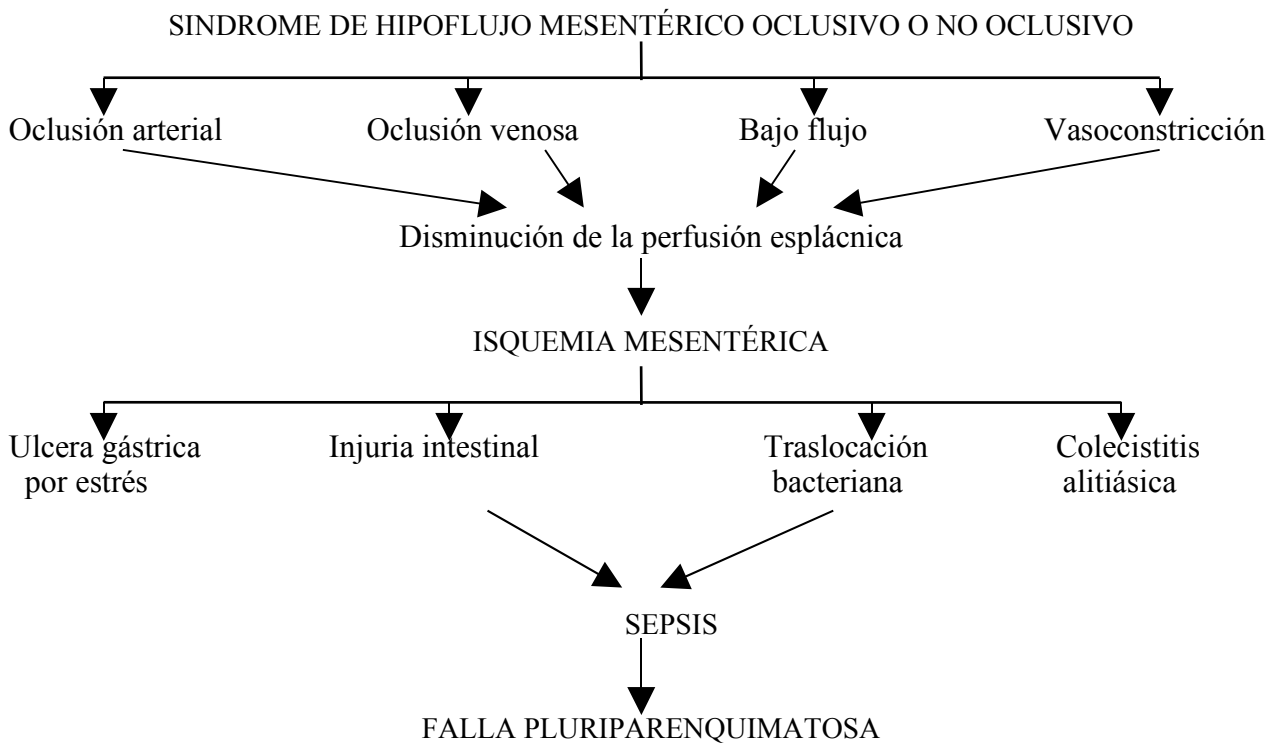 SINDROME DE HIPOFLUJO MESENTÉRICO OCLUSIVO O NO OCLUSIVO
Oclusión arterial
Oclusión venosa
Bajo flujo
Vasoconstricción
Disminución de la perfusión esplácnica
ISQUEMIA MESENTÉRICA
Ulcera gástrica
por estrés
Injuria intestinal
Traslocación
bacteriana
Colecistitis
alitiásica
SEPSIS
FALLA PLURIPARENQUIMATOSA